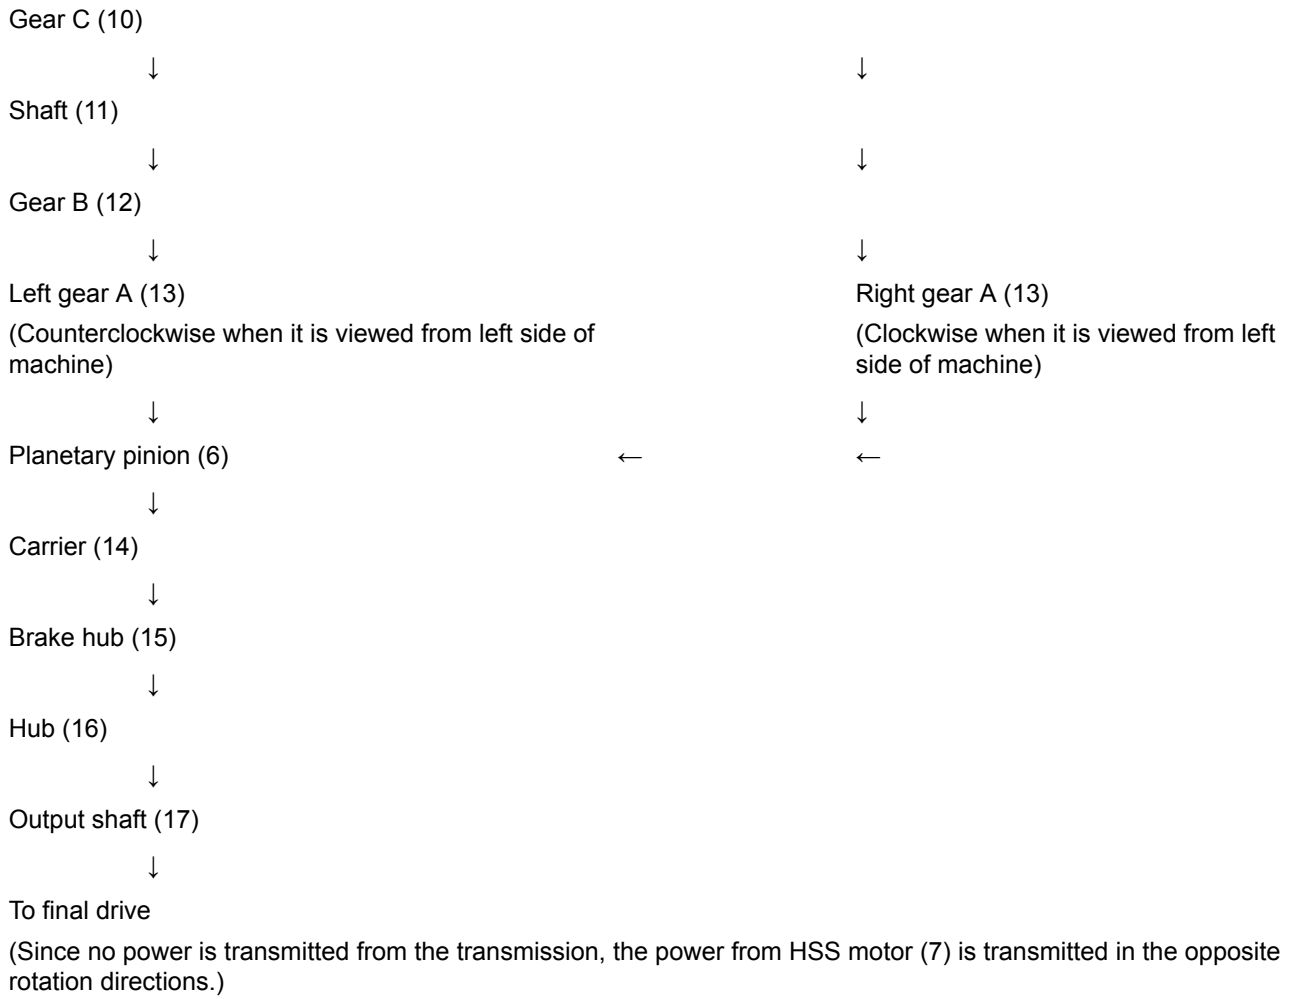 Gear C (10)
↓ ↓
Shaft (11)
↓ ↓
Gear B (12)
↓ ↓
Left gear A (13) Right gear A (13)
(Counterclockwise when it is viewed from left side of (Clockwise when it is viewed from left
machine) side of machine)
↓ ↓
Planetary pinion (6) ← ←
↓
Carrier (14)
↓
Brake hub (15)
↓
Hub (16)
↓
Output shaft (17)
↓
To final drive
(Since no power is transmitted from the transmission, the power from HSS motor (7) is transmitted in the opposite
rotation directions.)